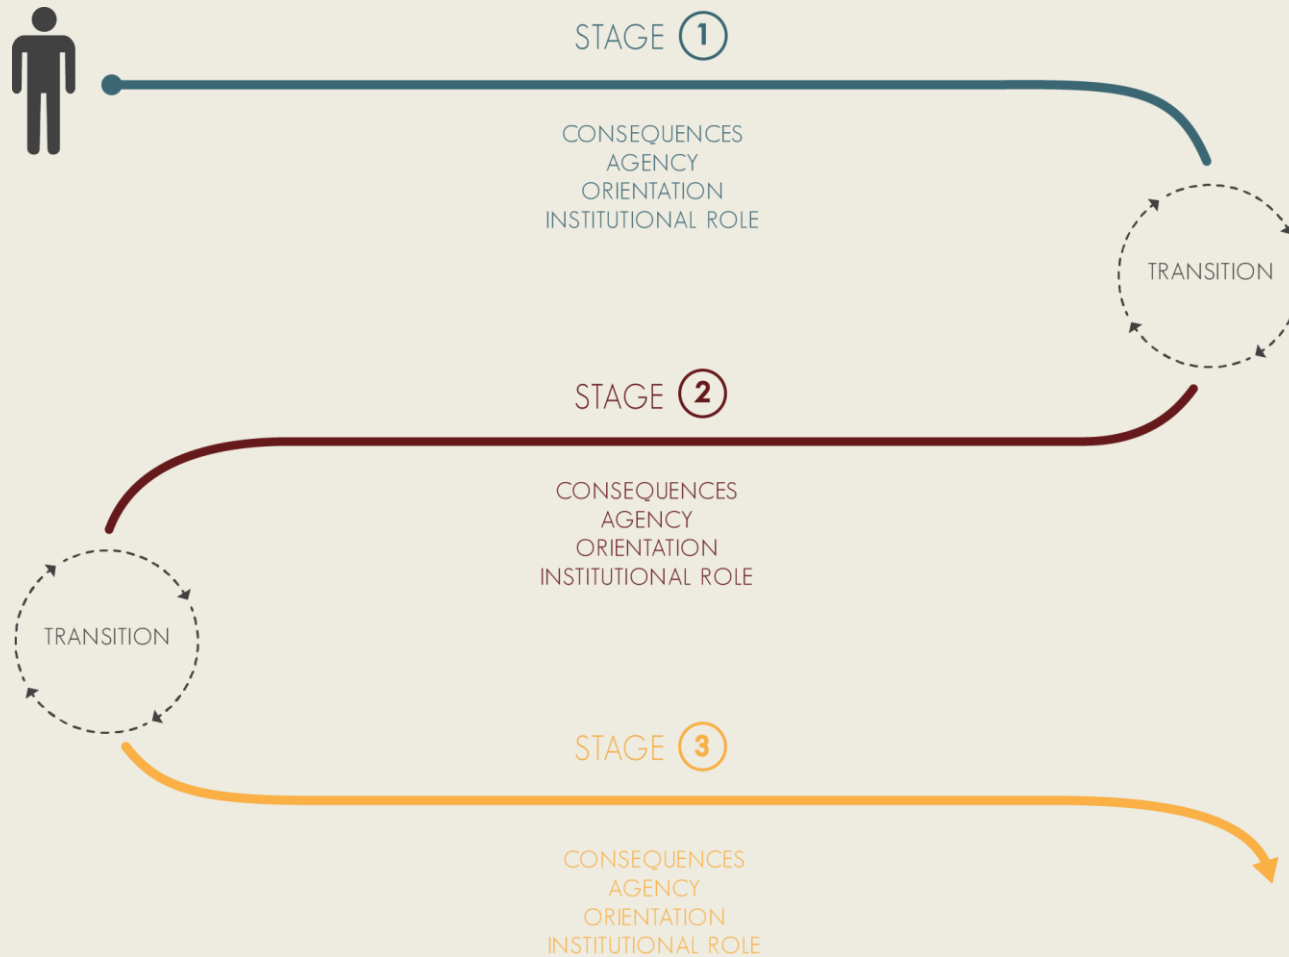 STAGE 1
CONSEQUENCES
AGENCY
ORIENTATION
INSTITUTIONAL ROLE
TRANSITION
STAGE 2
CONSEQUENCES
AGENCY
ORIENTATION
INSTITUTIONAL ROLE
TRANSITION
STAGE 3
CONSEQUENCES
AGENCY
ORIENTATION
INSTITUTIONAL ROLE